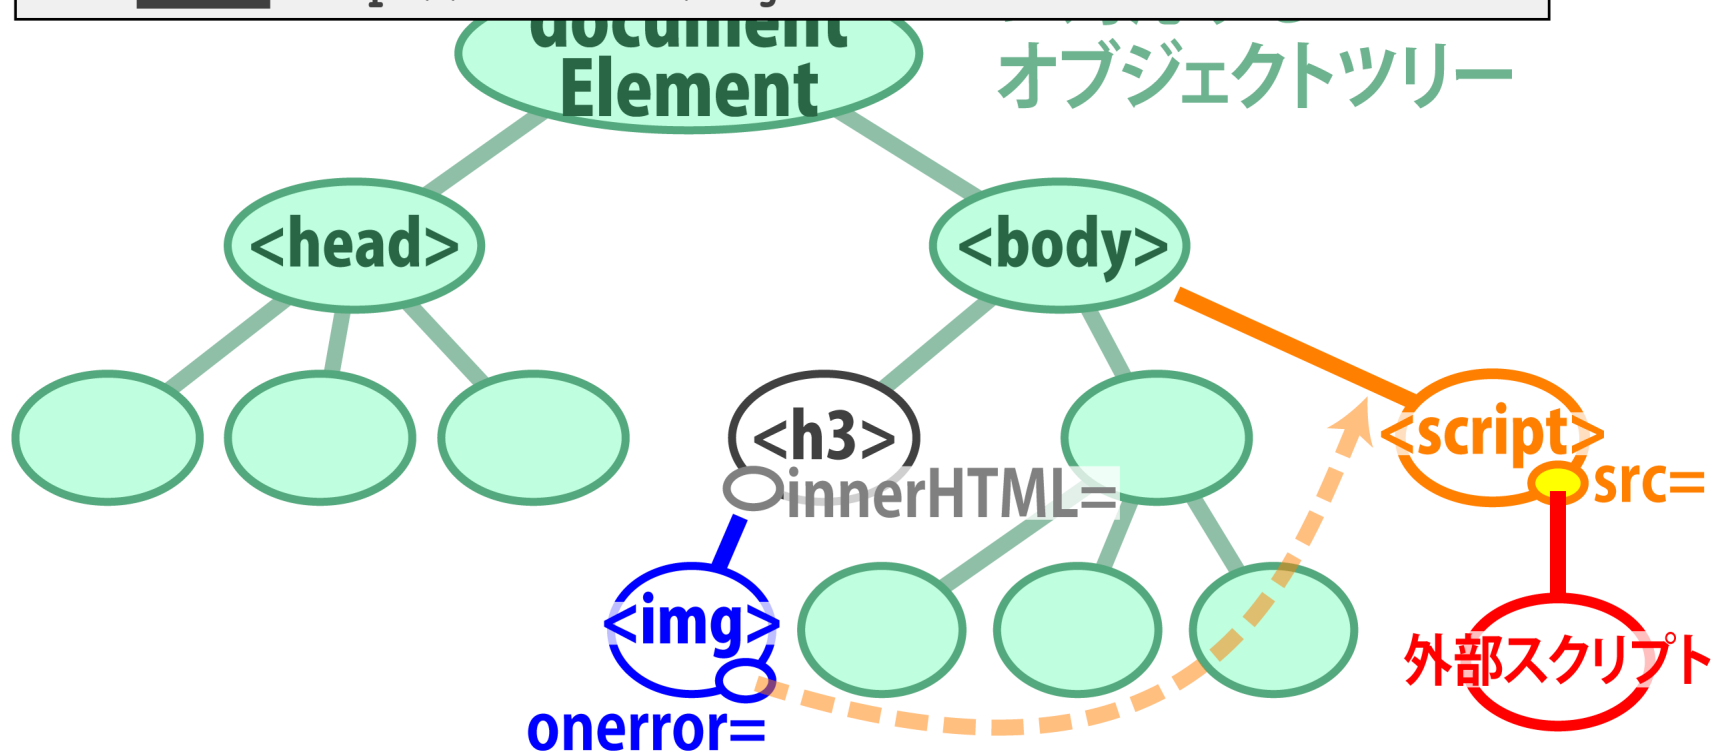 document
Element
オブジェクトツリー
<head>
<body>
<h3>
innerHTML=
<script>
src=
<img>
onerror=
外部スクリプト